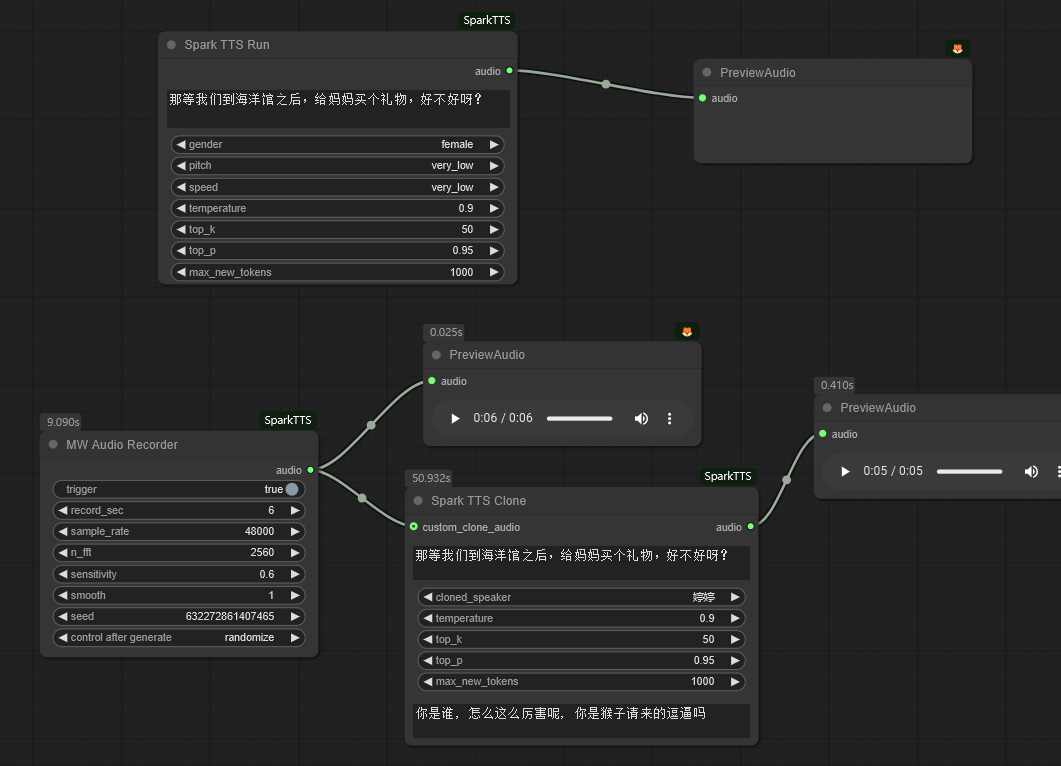 SparkTTS
Spark TTS Run
audio
那等我们到海洋馆之后，给妈妈买个礼物，好不好呀？
gender female
pitch very_low
speed very_low
temperature 0.9
top_k 50
top_p 0.95
max_new_tokens 1000
PreviewAudio
audio
0.025s
PreviewAudio
audio
0:06 / 0:06
9.090s SparkTTS
MW Audio Recorder
audio
trigger true
record_sec 6
sample_rate 48000
n_fft 2560
sensitivity 0.6
smooth 1
seed 632272861407465
control after generate randomize
50.932s SparkTTS
Spark TTS Clone
custom_clone_audio audio
那等我们到海洋馆之后，给妈妈买个礼物，好不好呀？
cloned_speaker 婷婷
temperature 0.9
top_k 50
top_p 0.95
max_new_tokens 1000
你是谁, 怎么这么厉害呢, 你是猴子请来的逗逼吗
0.410s
PreviewAudio
audio
0:05 / 0:05